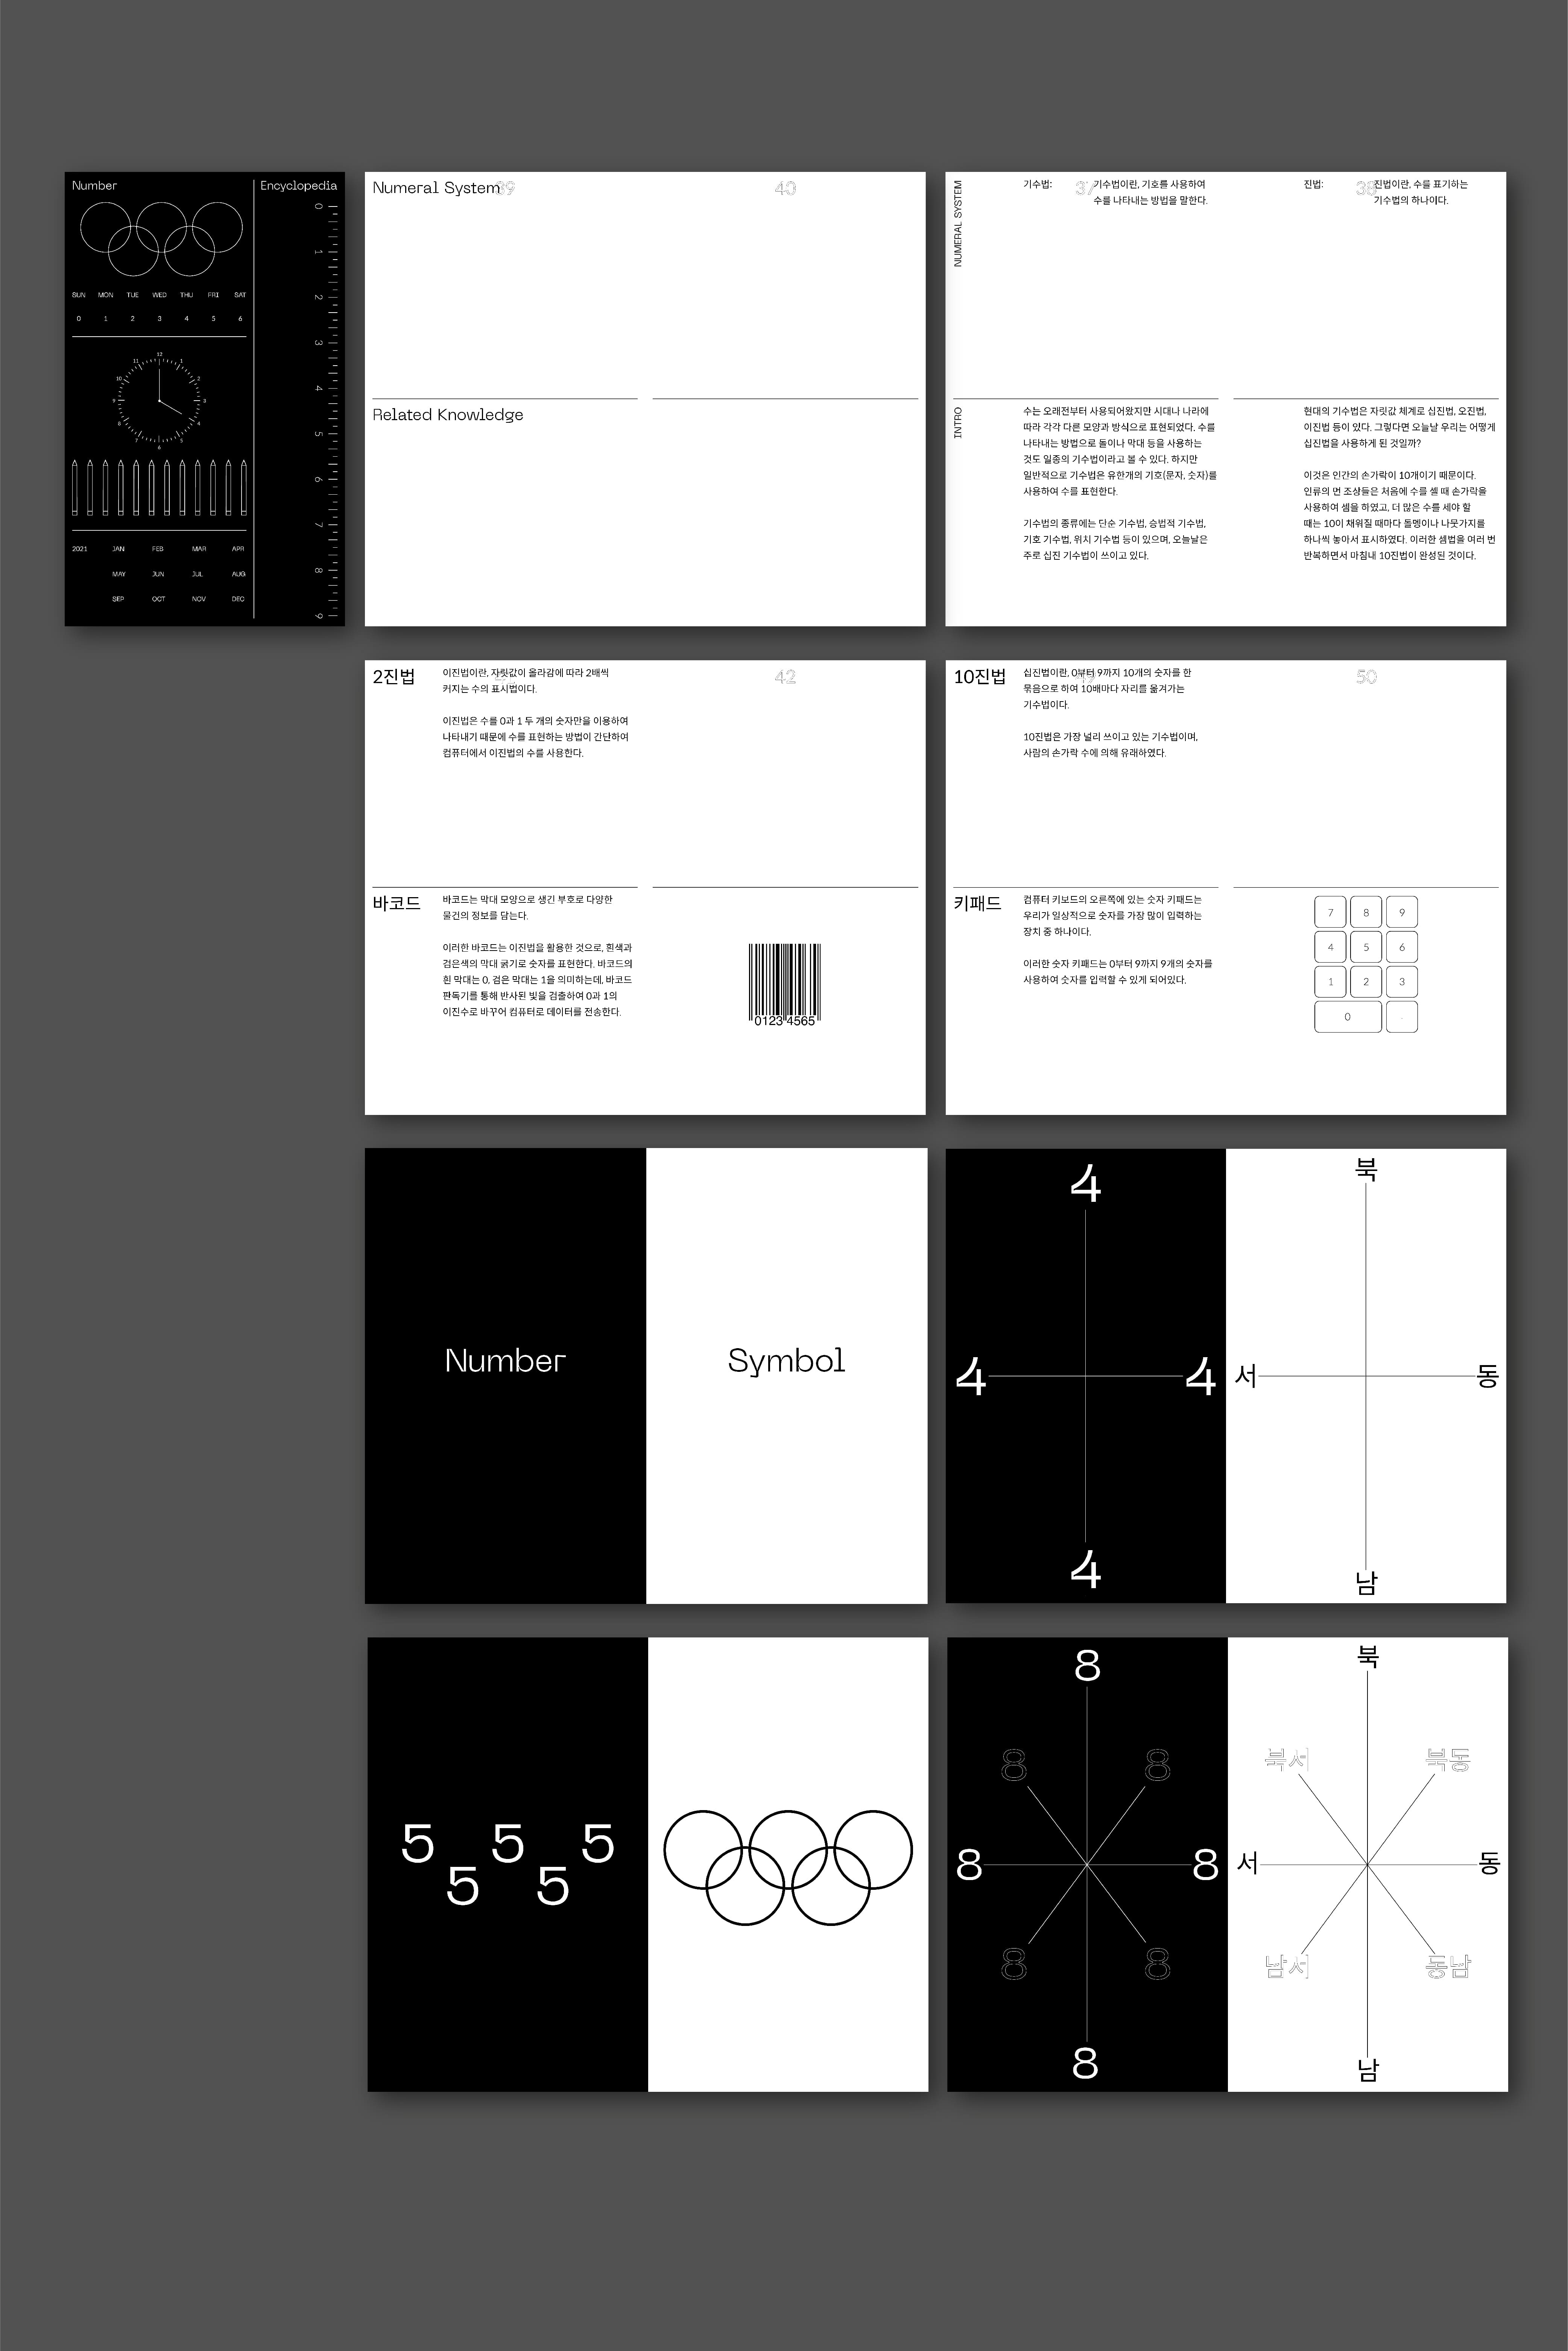 Number
Encyclopedia
SUN MON TUE WED THU FRI SAT
0 1 2 3 4 5 6
12
1
2
3
4
5
6
7
8
9
10
11
2021 JAN FEB MAR APR
MAY JUN JUL AUG
SEP OCT NOV DEC
0
1
2
3
4
5
6
7
8
9
Numeral System
39
40
Related Knowledge
NUMERAL SYSTEM
기수법:
37
기수법이란, 기호를 사용하여
수를 나타내는 방법을 말한다.
진법:
38
진법이란, 수를 표기하는
기수법의 하나이다.
INTRO
수는 오래전부터 사용되어왔지만 시대나 나라에
따라 각각 다른 모양과 방식으로 표현되었다. 수를
나타내는 방법으로 돌이나 막대 등을 사용하는
것도 일종의 기수법이라고 볼 수 있다. 하지만
일반적으로 기수법은 유한개의 기호(문자, 숫자)를
사용하여 수를 표현한다.
기수법의 종류에는 단순 기수법, 승법적 기수법,
기호 기수법, 위치 기수법 등이 있으며, 오늘날은
주로 십진 기수법이 쓰이고 있다.
현대의 기수법은 자릿값 체계로 십진법, 오진법,
이진법 등이 있다. 그렇다면 오늘날 우리는 어떻게
십진법을 사용하게 된 것일까?
이것은 인간의 손가락이 10개이기 때문이다.
인류의 먼 조상들은 처음에 수를 셀 때 손가락을
사용하여 셈을 하였고, 더 많은 수를 세야 할
때는 10이 채워질 때마다 돌멩이나 나뭇가지를
하나씩 놓아서 표시하였다. 이러한 셈법을 여러 번
반복하면서 마침내 10진법이 완성된 것이다.
2진법
이진법이란, 자릿값이 올라감에 따라 2배씩
커지는 수의 표시법이다.
이진법은 수를 0과 1 두 개의 숫자만을 이용하여
나타내기 때문에 수를 표현하는 방법이 간단하여
컴퓨터에서 이진법의 수를 사용한다.
42
바코드
바코드는 막대 모양으로 생긴 부호로 다양한
물건의 정보를 담는다.
이러한 바코드는 이진법을 활용한 것으로, 흰색과
검은색의 막대 굵기로 숫자를 표현한다. 바코드의
흰 막대는 0, 검은 막대는 1을 의미하는데, 바코드
판독기를 통해 반사된 빛을 검출하여 0과 1의
이진수로 바꾸어 컴퓨터로 데이터를 전송한다.
0123 4565
10진법
십진법이란, 0부터 9까지 10개의 숫자를 한
묶음으로 하여 10배마다 자리를 옮겨가는
기수법이다.
10진법은 가장 널리 쓰이고 있는 기수법이며,
사람의 손가락 수에 의해 유래하였다.
50
키패드
컴퓨터 키보드의 오른쪽에 있는 숫자 키패드는
우리가 일상적으로 숫자를 가장 많이 입력하는
장치 중 하나이다.
이러한 숫자 키패드는 0부터 9까지 9개의 숫자를
사용하여 숫자를 입력할 수 있게 되어있다.
7 8 9
4 5 6
1 2 3
0 .
Number
Symbol
4
4 4
4
북
서 동
남
5 5 5
5 5
8
8 8
8 8
8 8
8
북
북서 북동
서 동
남서 동남
남